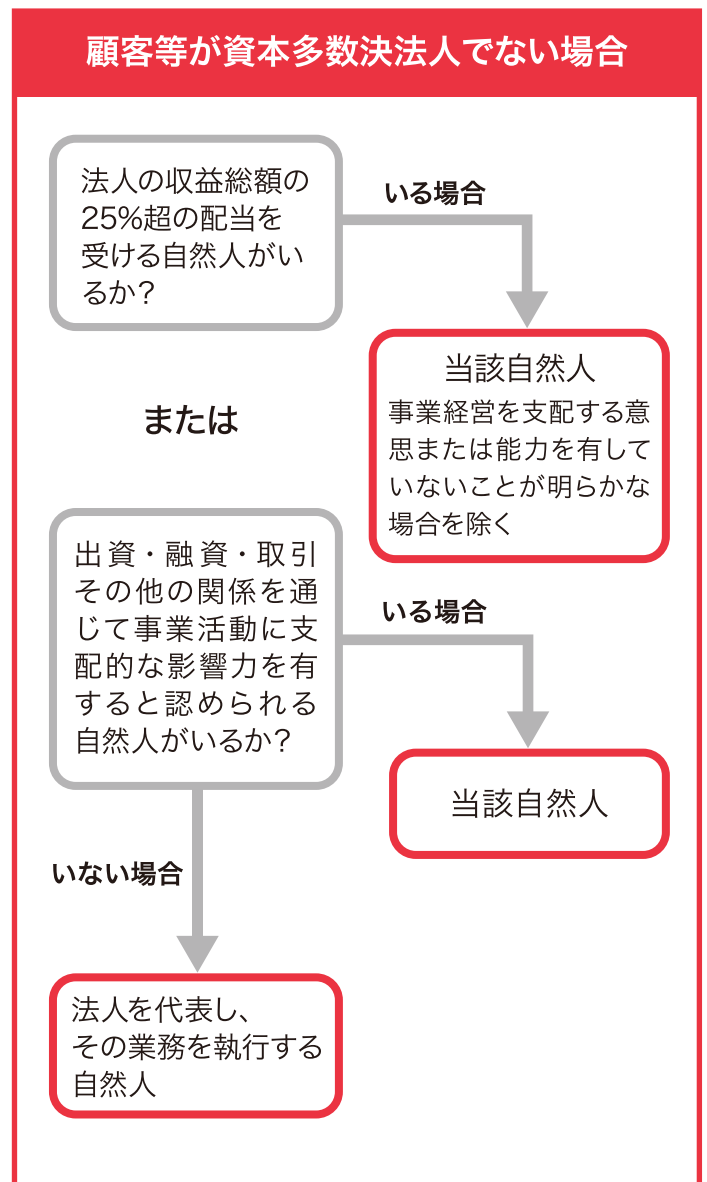 顧客等が資本多数決法人でない場合
法人の収益総額の
25%超の配当を
受ける自然人がい
るか?
いる場合
当該自然人
事業経営を支配する意
思または能力を有して
いないことが明らかな
場合を除く
または
出資・融資・取引
その他の関係を通
じて事業活動に支
配的な影響力を有
すると認められる
自然人がいるか?
いる場合
当該自然人
いない場合
法人を代表し、
その業務を執行する
自然人